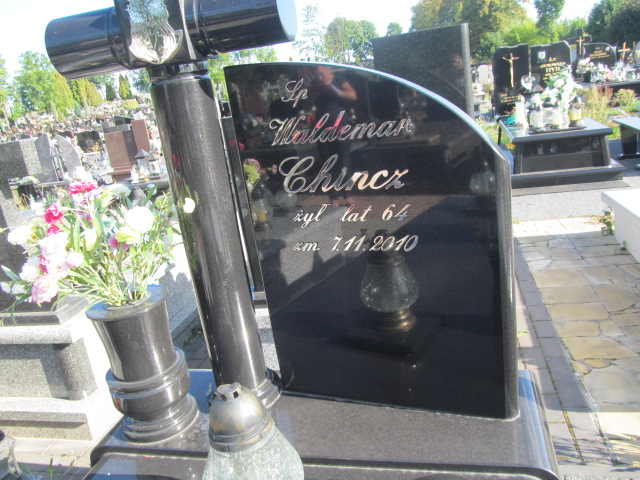 Śp
Waldemar
Chincz
żył lat 64
zm. 7.11.2010